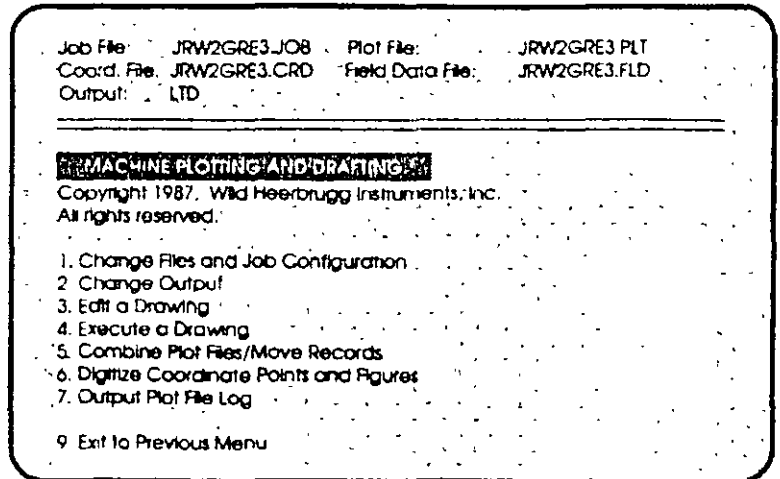 Job File: JRW2GRE3.JOB Plot File: JRW2GRE3.PLT
Coord. File: JRW2GRE3.CRD Field Data File: JRW2GRE3.FLD
Output: LTD
MACHINE PLOTTING AND DRAFTING
Copyright 1987, Wild Heerbrugg Instruments, Inc.
All rights reserved.
1. Change Files and Job Configuration
2 Change Output
3. Edit a Drawing
4. Execute a Drawing
5. Combine Plot Files/Move Records
6. Digitize Coordinate Points and Figures
7. Output Plot File Log
9 Exit to Previous Menu